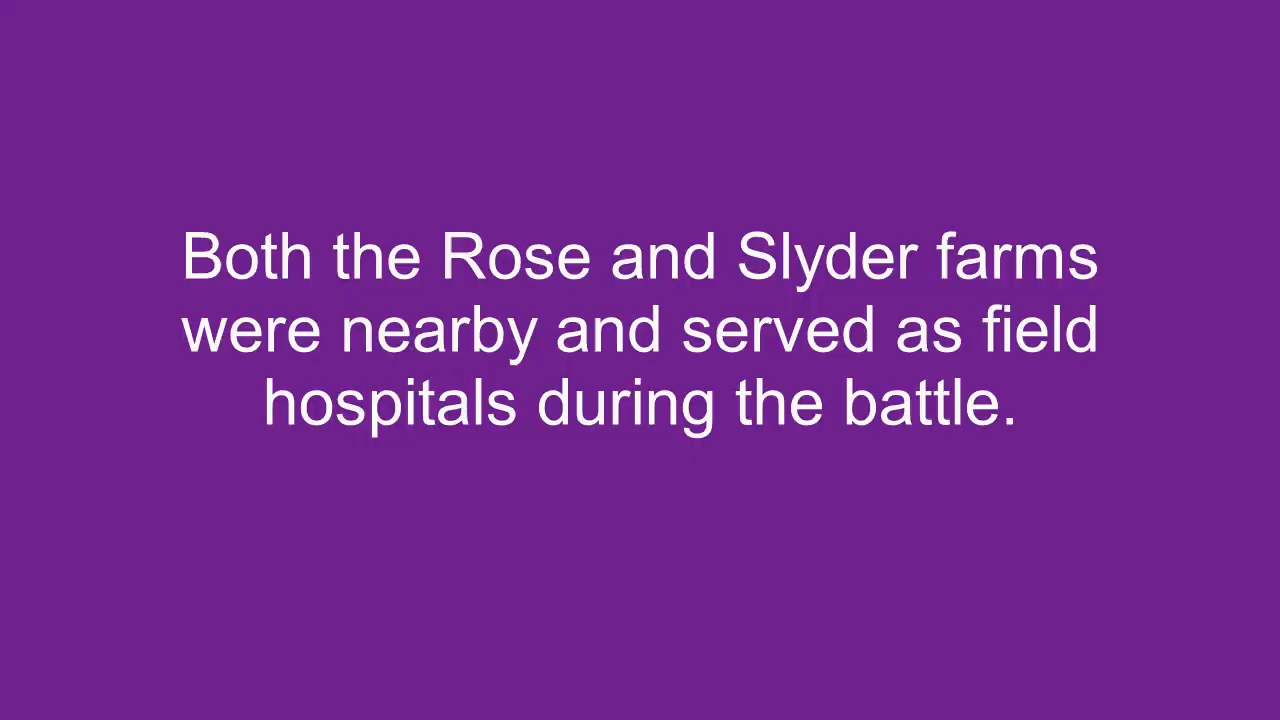 Both the Rose and Slyder farms
were nearby and served as field
hospitals during the battle.